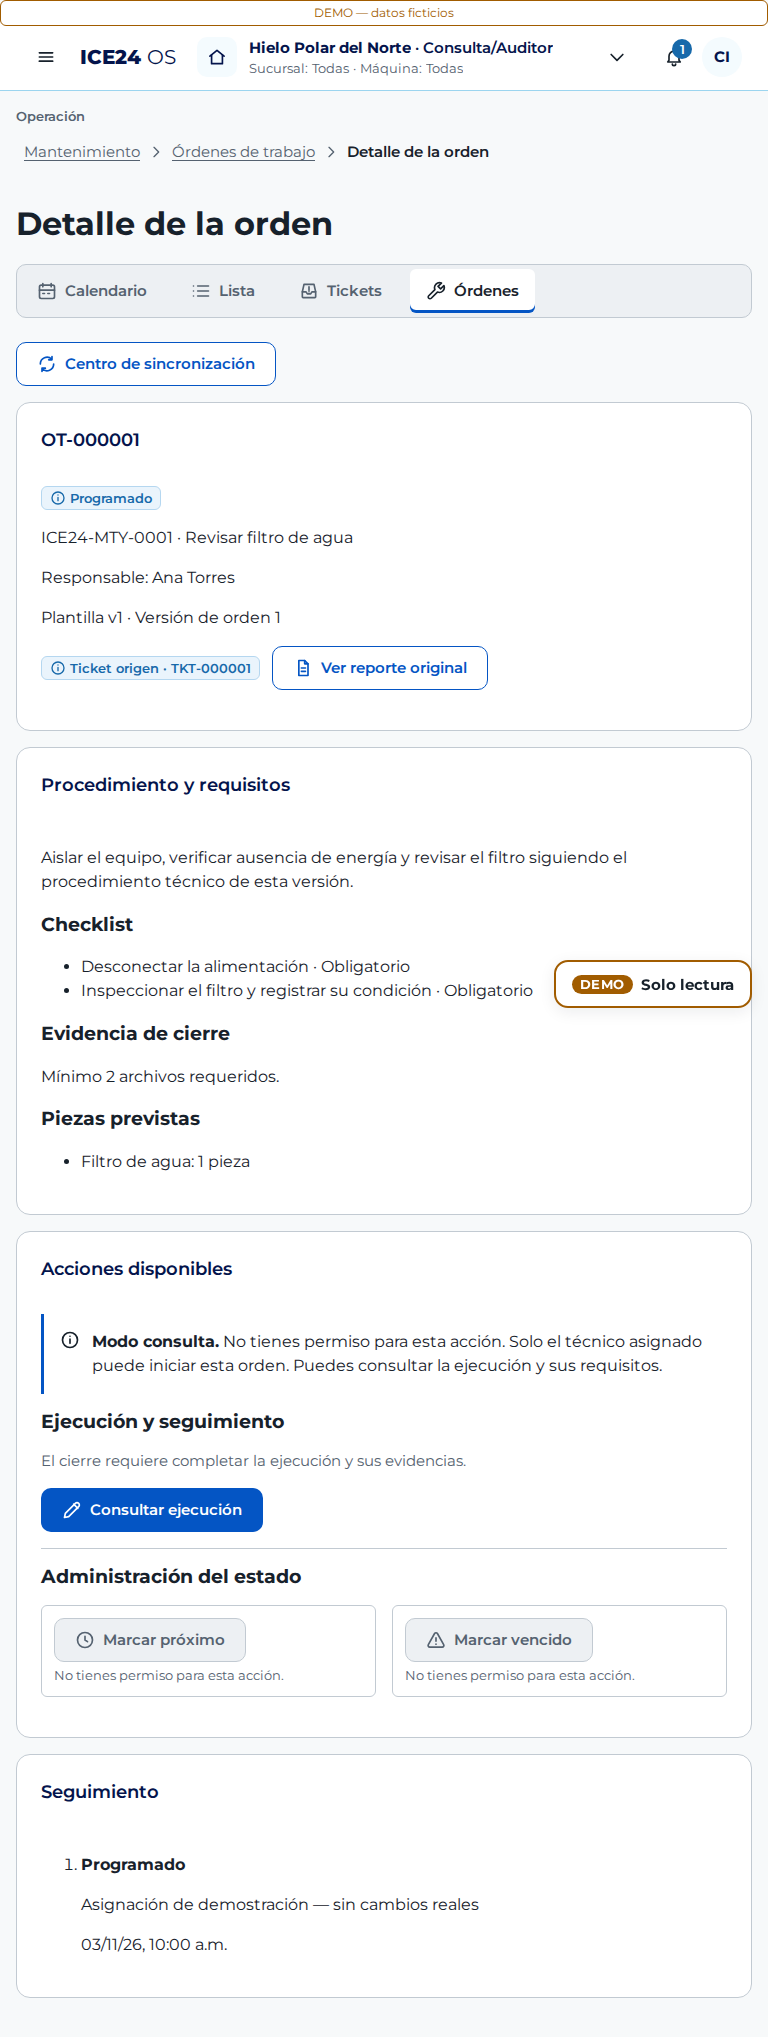 DEMO — datos ficticios
ICE24 OS
Hielo Polar del Norte · Consulta/Auditor
Sucursal: Todas · Máquina: Todas
1
CI
Operación
Mantenimiento > Órdenes de trabajo > Detalle de la orden
Detalle de la orden
Calendario
Lista
Tickets
Órdenes
Centro de sincronización
OT-000001
Programado
ICE24-MTY-0001 · Revisar filtro de agua
Responsable: Ana Torres
Plantilla v1 · Versión de orden 1
Ticket origen · TKT-000001
Ver reporte original
Procedimiento y requisitos
Aislar el equipo, verificar ausencia de energía y revisar el filtro siguiendo el
procedimiento técnico de esta versión.
Checklist
• Desconectar la alimentación · Obligatorio
• Inspeccionar el filtro y registrar su condición · Obligatorio
DEMO Solo lectura
Evidencia de cierre
Mínimo 2 archivos requeridos.
Piezas previstas
• Filtro de agua: 1 pieza
Acciones disponibles
Modo consulta. No tienes permiso para esta acción. Solo el técnico asignado
puede iniciar esta orden. Puedes consultar la ejecución y sus requisitos.
Ejecución y seguimiento
El cierre requiere completar la ejecución y sus evidencias.
Consultar ejecución
Administración del estado
Marcar próximo
No tienes permiso para esta acción.
Marcar vencido
No tienes permiso para esta acción.
Seguimiento
1. Programado
Asignación de demostración — sin cambios reales
03/11/26, 10:00 a.m.